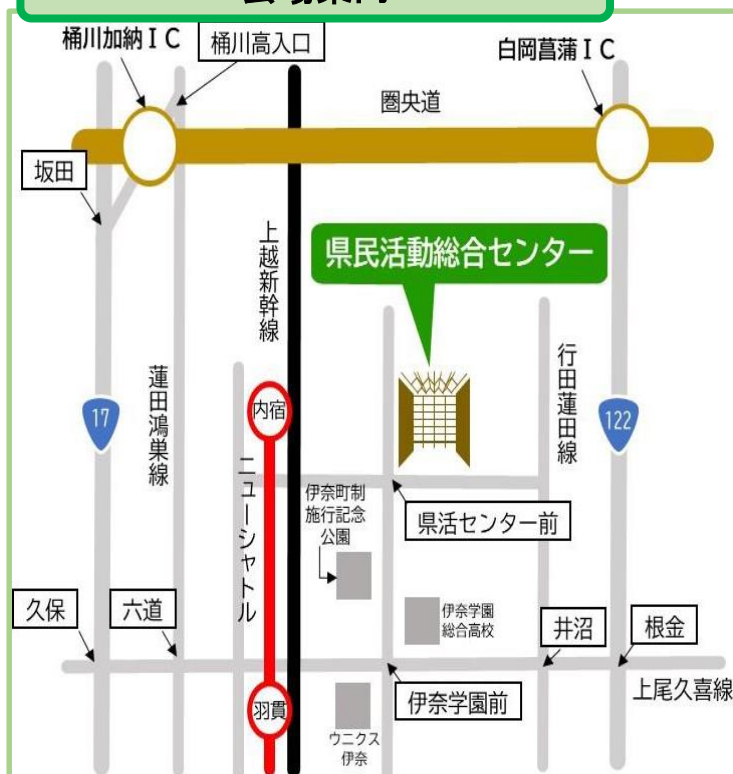 桶川加納ＩＣ
桶川高入口
白岡菖蒲ＩＣ
圏央道
坂田
上越新幹線
県民活動総合センター
蓮田鴻巣線
行田蓮田線
17
内宿
122
ニューシャトル
伊奈町制
施行記念
公園
県活センター前
伊奈学園
総合高校
久保
六道
井沼
根金
上尾久喜線
羽貫
伊奈学園前
ウニクス
伊奈